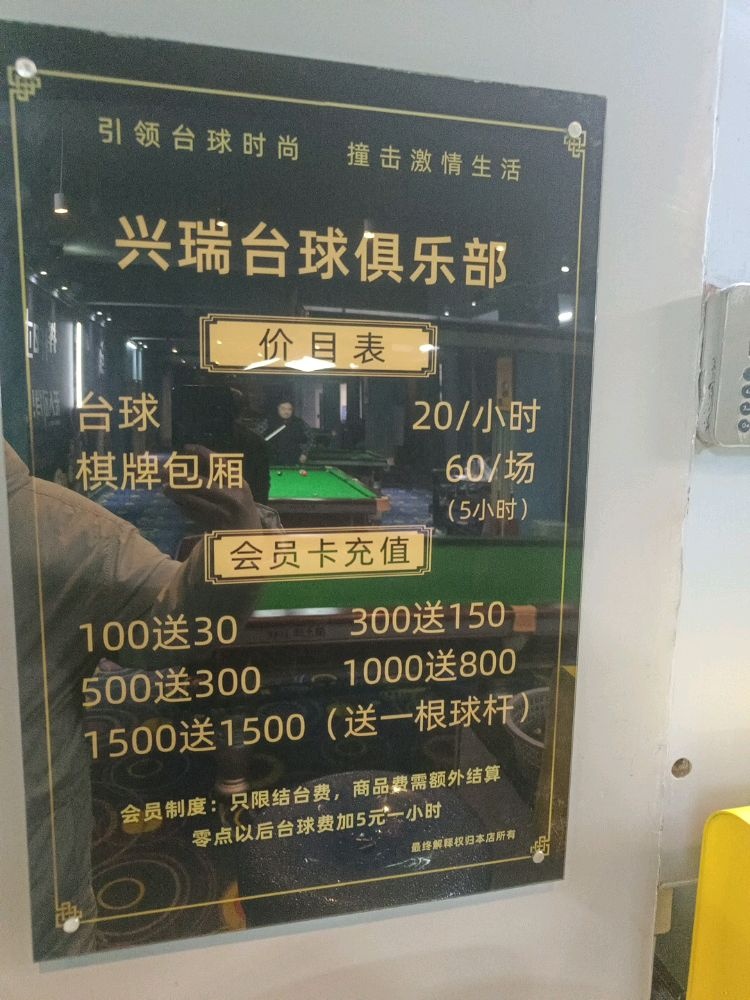 引领台球时尚 撞击激情生活
兴瑞台球俱乐部
价目表
台球 20/小时
棋牌包厢 60/场
（5小时）
会员卡充值
100送30 300送150
500送300 1000送800
1500送1500（送一根球杆）
会员制度：只限结台费，商品费需额外结算
零点以后台球费加5元一小时
最终解释权归本店所有